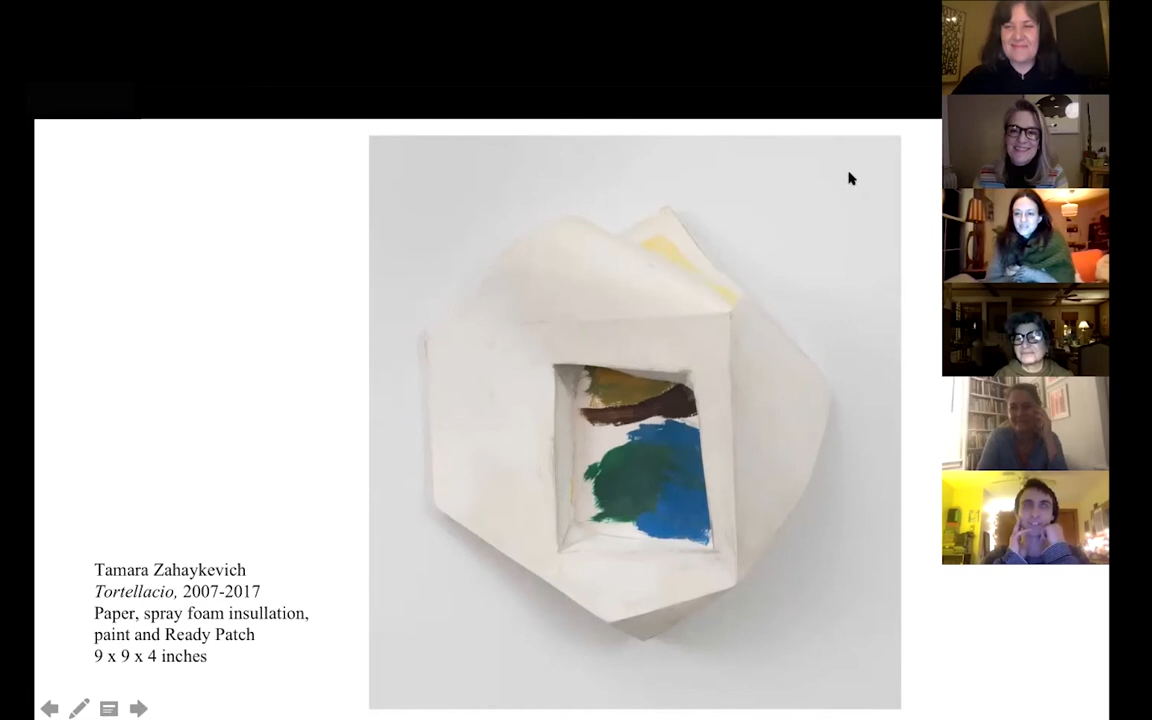 Tamara Zahaykevich
Tortellacio, 2007-2017
Paper, spray foam insullation,
paint and Ready Patch
9 x 9 x 4 inches